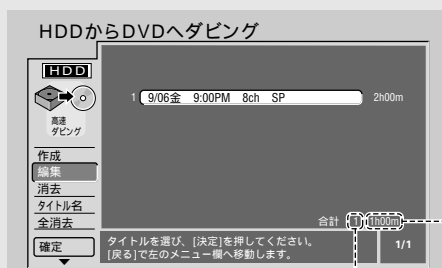 HDDからDVDへダビング
HDD
高速
ダビング
作成
編集
消去
タイトル名
全消去
確定
1 9/06金 9:00PM 8ch SP 2h00m
合計 1 1h00m
タイトルを選び、[決定]を押してください。
[戻る]で左のメニュー欄へ移動します。
1/1